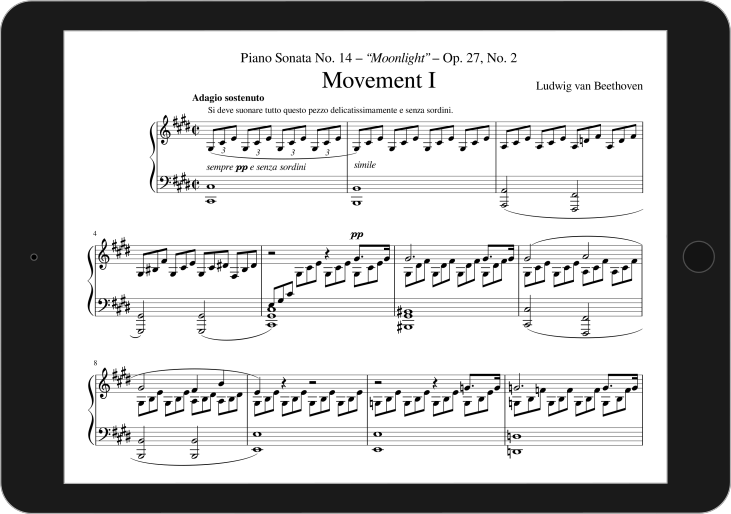 Piano Sonata No. 14 – “Moonlight” – Op. 27, No. 2
Movement I
Ludwig van Beethoven
Adagio sostenuto
Si deve suonare tutto questo pezzo delicatissimamente e senza sordini.
3 3 3 3
sempre pp e senza sordini simile
4
pp
8